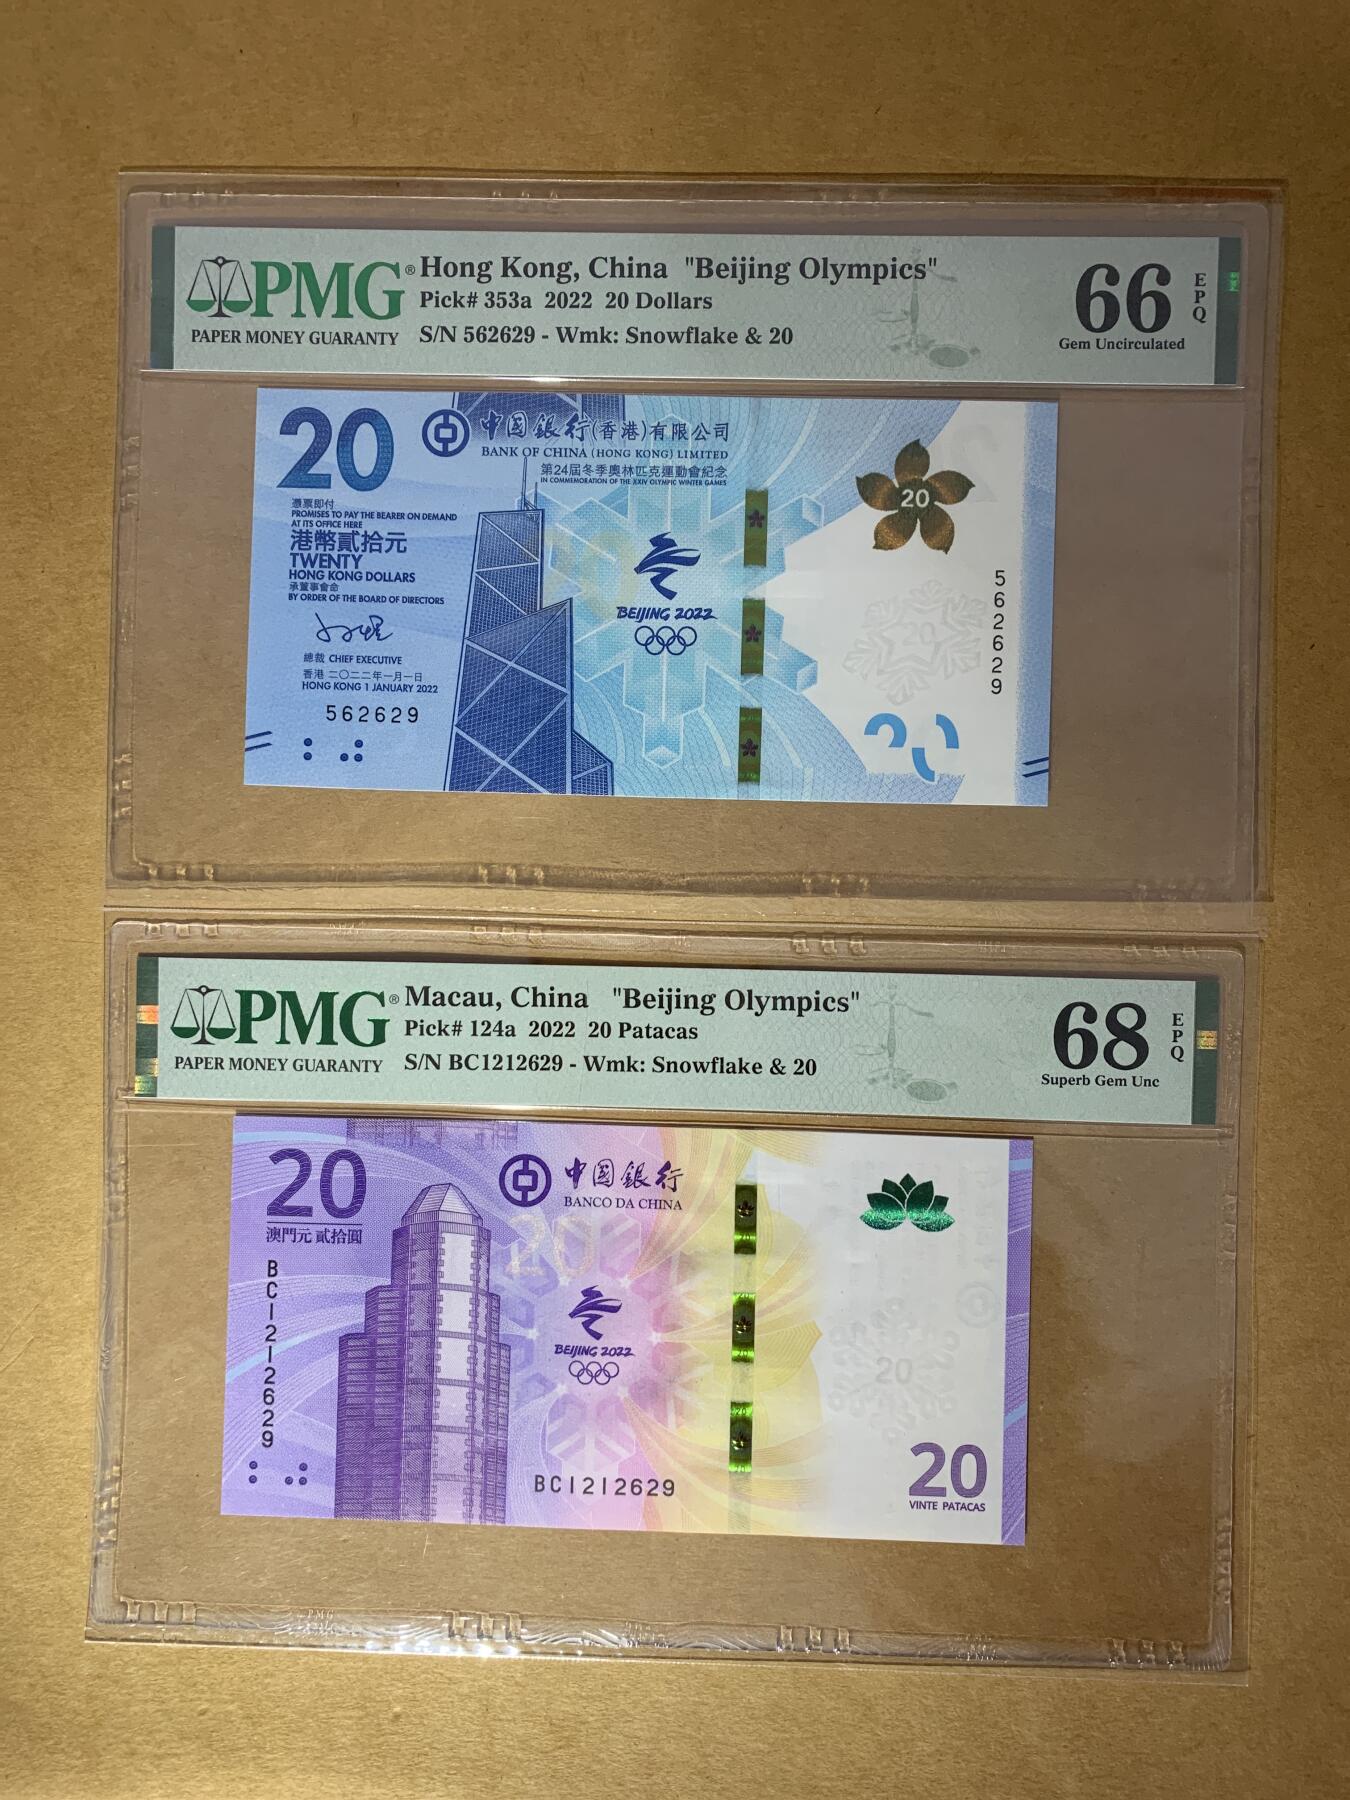 PMG®
PAPER MONEY GUARANTY
Hong Kong, China "Beijing Olympics"
Pick# 353a 2022 20 Dollars
S/N 562629 - Wmk: Snowflake & 20
66
EPQ
Gem Uncirculated
20
中國銀行(香港)有限公司
BANK OF CHINA (HONG KONG) LIMITED
第24屆冬季奧林匹克運動會紀念
IN COMMEMORATION OF THE XXIV OLYMPIC WINTER GAMES
憑票即付
PROMISES TO PAY THE BEARER ON DEMAND
AT ITS OFFICE HERE
港幣貳拾元
TWENTY
HONG KONG DOLLARS
承董事會命
BY ORDER OF THE BOARD OF DIRECTORS
總裁 CHIEF EXECUTIVE
香港 二〇二二年一月一日
HONG KONG 1 JANUARY 2022
562629
20
BEIJING 2022
20
562629
20
20
PMG®
PAPER MONEY GUARANTY
Macau, China "Beijing Olympics"
Pick# 124a 2022 20 Patacas
S/N BC1212629 - Wmk: Snowflake & 20
68
EPQ
Superb Gem Unc
20
澳門元 貳拾圓
BC1212629
中國銀行
BANCO DA CHINA
20
BEIJING 2022
BC1212629
20
20
VINTE PATACAS